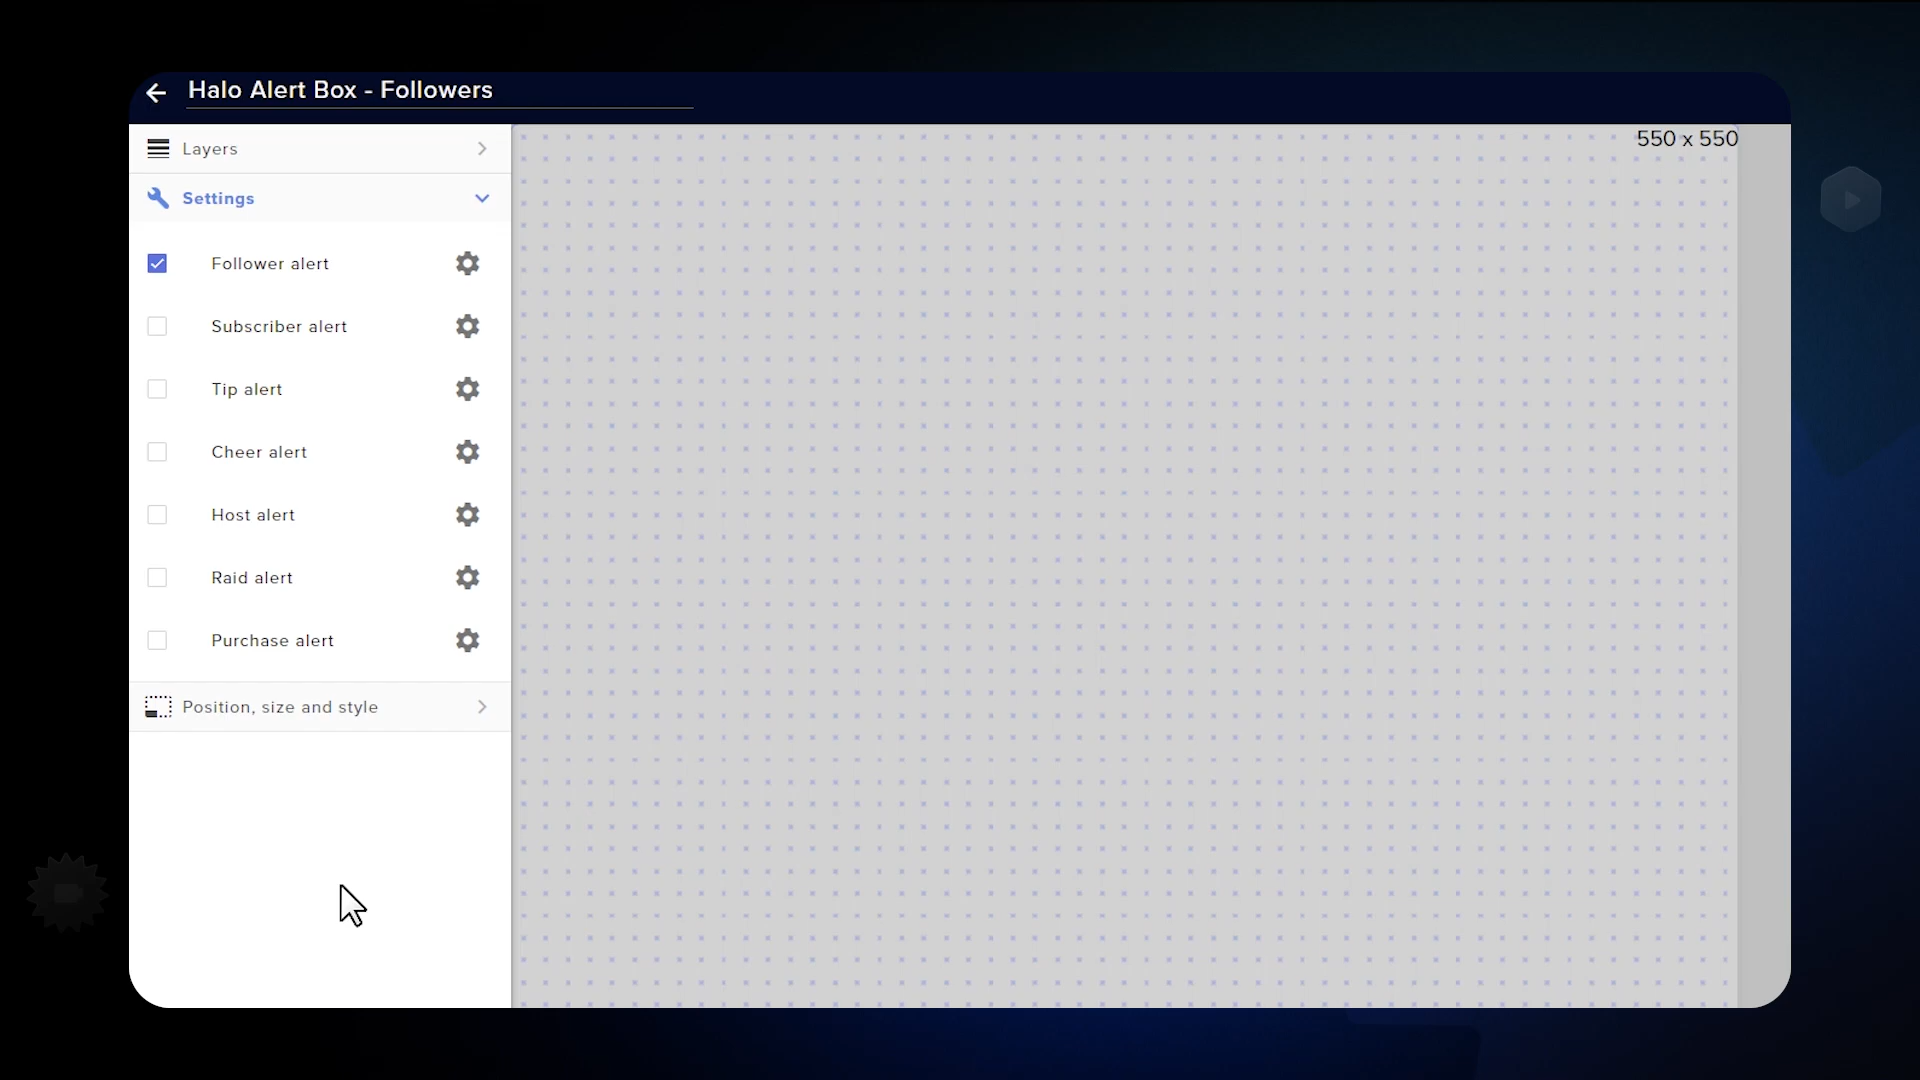 Halo Alert Box - Followers
550 x 550
Layers
Settings
Follower alert
Subscriber alert
Tip alert
Cheer alert
Host alert
Raid alert
Purchase alert
Position, size and style